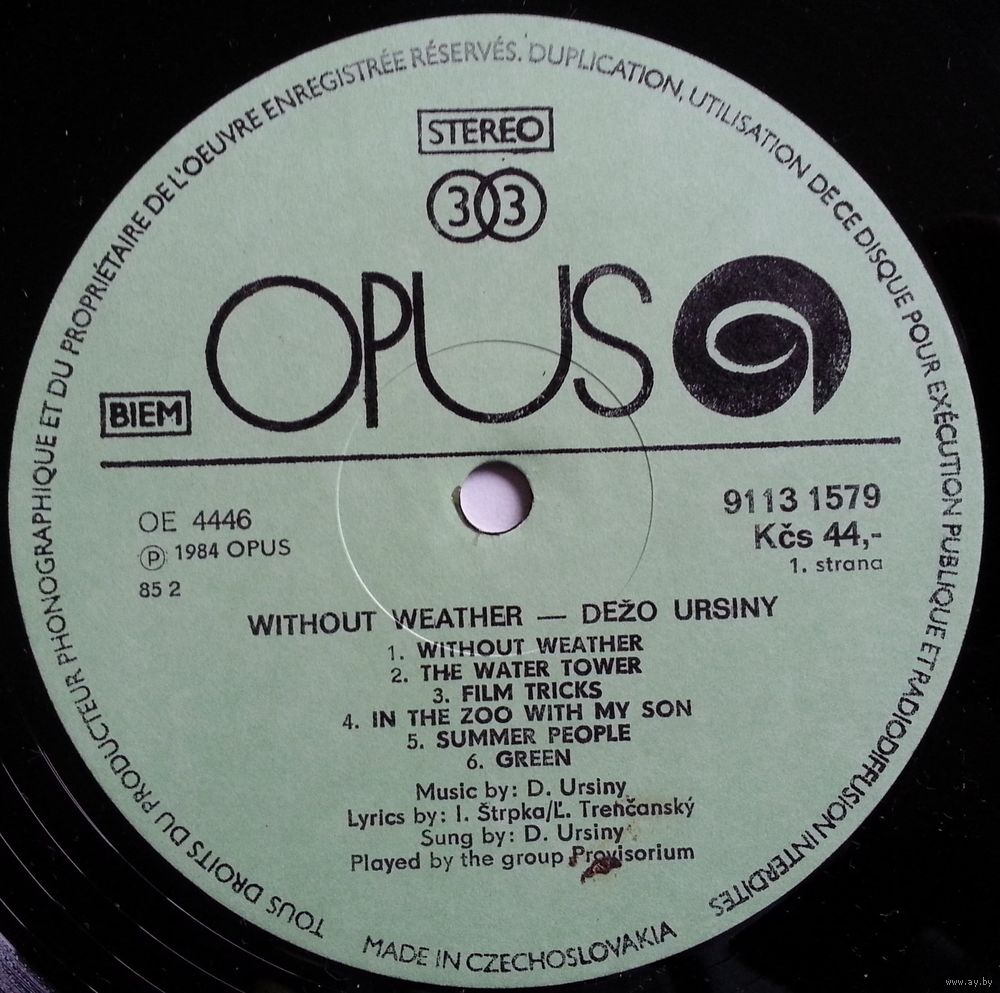 TOUS DROITS DU PRODUCTEUR PHONOGRAPHIQUE ET DU PROPRIÉTAIRE DE L'OEUVRE ENREGISTRÉE RÉSERVÉS. DUPLICATION, UTILISATION DE CE DISQUE POUR EXÉCUTION PUBLIQUE ET RADIODIFFUSION INTERDITES
STEREO
33
OPUS
BIEM
OE 4446
℗ 1984 OPUS
85 2
9113 1579
Kčs 44,-
1. strana
WITHOUT WEATHER — DEŽO URSINY
1. WITHOUT WEATHER
2. THE WATER TOWER
3. FILM TRICKS
4. IN THE ZOO WITH MY SON
5. SUMMER PEOPLE
6. GREEN
Music by: D. Ursiny
Lyrics by: I. Štrpka/Ľ. Trenčanský
Sung by: D. Ursiny
Played by the group Provisorium
MADE IN CZECHOSLOVAKIA
www.ay.by